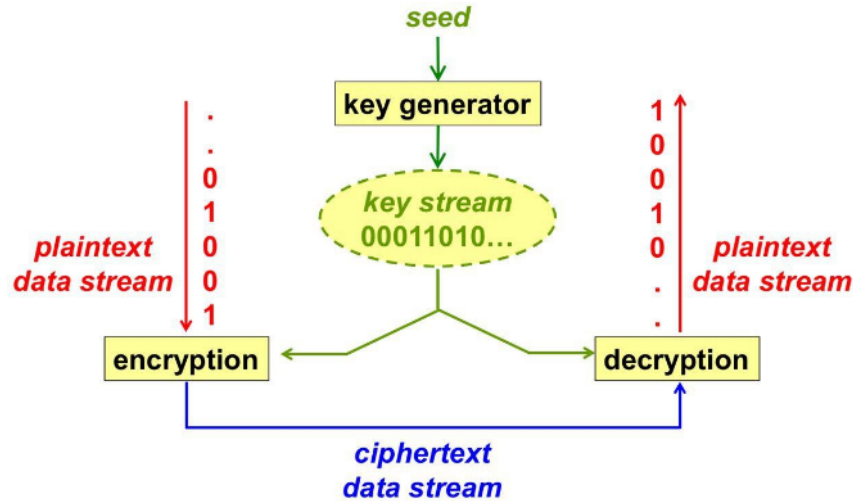 seed
key generator
key stream
00011010...
.
.
0
1
0
0
1
plaintext
data stream
1
0
0
1
0
.
.
plaintext
data stream
encryption
decryption
ciphertext
data stream